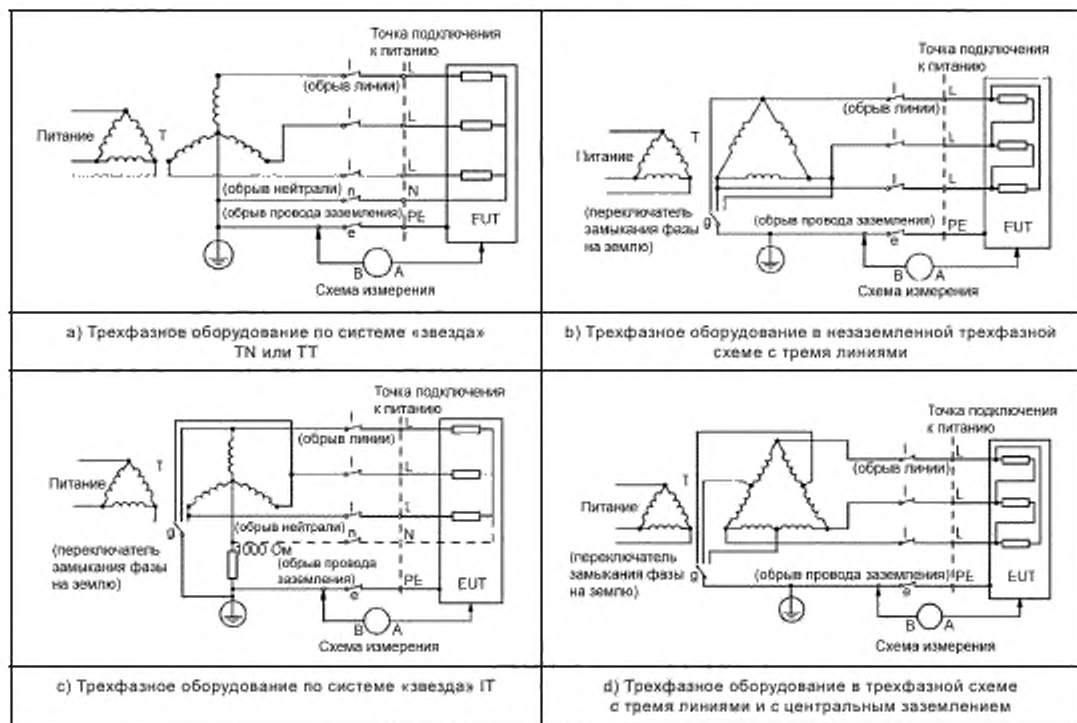 Точка подключения
к питанию
l
L
(обрыв линии)
Питание
T
l
L
l
L
(обрыв нейтрали)
n
N
(обрыв провода заземления)
PE
e
EUT
B
A
Схема измерения
a) Трехфазное оборудование по системе «звезда»
TN или TT
Точка подключения
к питанию
l
L
(обрыв линии)
Питание
T
l
L
l
L
(переключатель
замыкания фазы
на землю)
g
(обрыв провода заземления)
PE
e
EUT
B
A
Схема измерения
b) Трехфазное оборудование в незаземленной трехфазной
схеме с тремя линиями
Точка подключения
к питанию
l
L
(обрыв линии)
Питание
T
l
L
l
L
g
(обрыв нейтрали)
n
N
1000 Ом
(переключатель
замыкания фазы
на землю)
(обрыв провода
заземления)
PE
e
EUT
B
A
Схема измерения
c) Трехфазное оборудование по системе «звезда» IT
Точка подключения
к питанию
l
L
(обрыв линии)
Питание
T
l
L
l
L
(переключатель
замыкания фазы
на землю)
g
(обрыв провода заземления)
PE
e
EUT
B
A
Схема измерения
d) Трехфазное оборудование в трехфазной схеме
с тремя линиями и с центральным заземлением